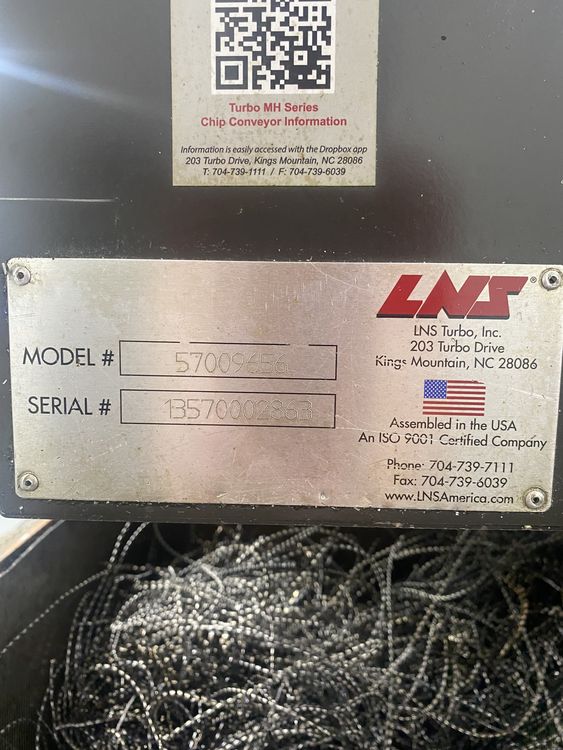 Turbo MH Series
Chip Conveyor Information
Information is easily accessed with the Dropbox app
203 Turbo Drive, Kings Mountain, NC 28086
T: 704-739-1111 / F: 704-739-6039
LNS®
LNS Turbo, Inc.
203 Turbo Drive
Kings Mountain, NC 28086
MODEL # 57009656
SERIAL # 13570002863
Assembled in the USA
An ISO 9001 Certified Company
Phone: 704-739-7111
Fax: 704-739-6039
www.LNSAmerica.com